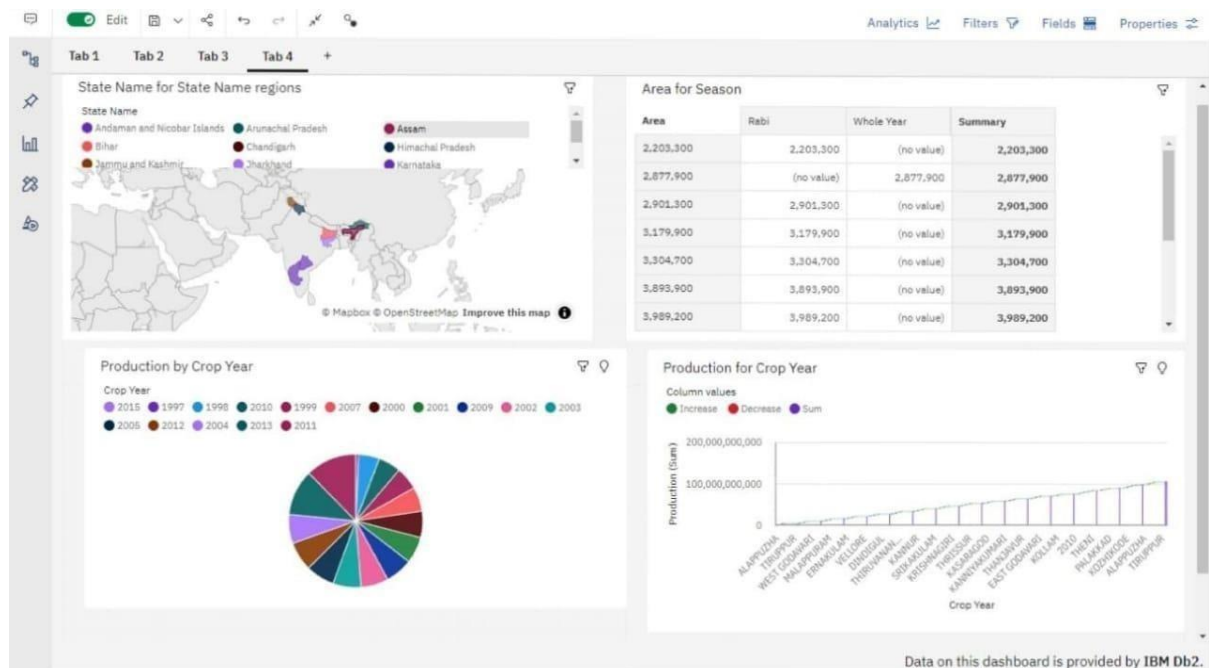 Edit
Analytics Filters Fields Properties
Tab 1 Tab 2 Tab 3 Tab 4 +
State Name for State Name regions
State Name
Andaman and Nicobar Islands Arunachal Pradesh Assam
Bihar Chandigarh Himachal Pradesh
Jammu and Kashmir Jharkhand Karnataka
© Mapbox © OpenStreetMap Improve this map
Area for Season
Area Rabi Whole Year Summary
2,203,300 2,203,300 (no value) 2,203,300
2,877,900 (no value) 2,877,900 2,877,900
2,901,300 2,901,300 (no value) 2,901,300
3,179,900 3,179,900 (no value) 3,179,900
3,304,700 3,304,700 (no value) 3,304,700
3,893,900 3,893,900 (no value) 3,893,900
3,989,200 3,989,200 (no value) 3,989,200
Production by Crop Year
Crop Year
2015 1997 1998 2010 1999 2007 2000 2001 2009 2002 2003
2012 2004 2013 2011
Production for Crop Year
Column values
Increase Decrease Sum
Production (Sum)
200,000,000,000
100,000,000,000
0
ALAPPUZHA
TIRUPPUR
WEST GODAVARI
MALAPPURAM
ERNAKULAM
VELLORE
DINDIGUL
THIRUVANAN...
KANNUR
SRIKAKULAM
KRISHNAGIRI
THRISSUR
KASARAGOD
KANNIYAKUMARI
THANJAVUR
EAST GODAVARI
KOLLAM
2010
THENI
PALAKKAD
KOZHIKODE
ALAPPUZHA
TIRUPPUR
Crop Year
Data on this dashboard is provided by IBM Db2.